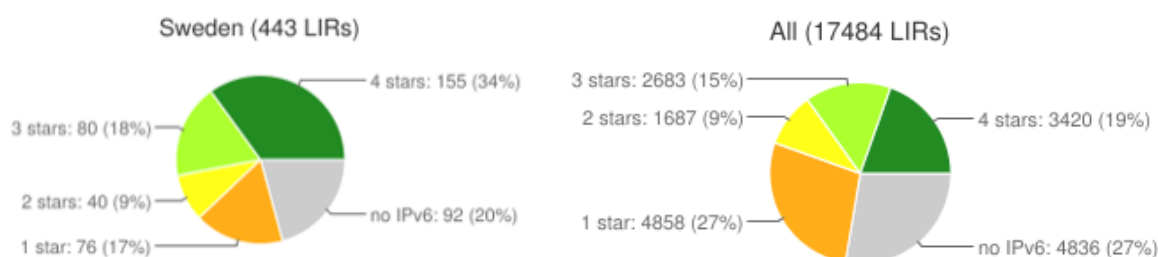 Sweden (443 LIRs)
4 stars: 155 (34%)
3 stars: 80 (18%)
2 stars: 40 (9%)
1 star: 76 (17%)
no IPv6: 92 (20%)
All (17484 LIRs)
3 stars: 2683 (15%)
2 stars: 1687 (9%)
4 stars: 3420 (19%)
1 star: 4858 (27%)
no IPv6: 4836 (27%)